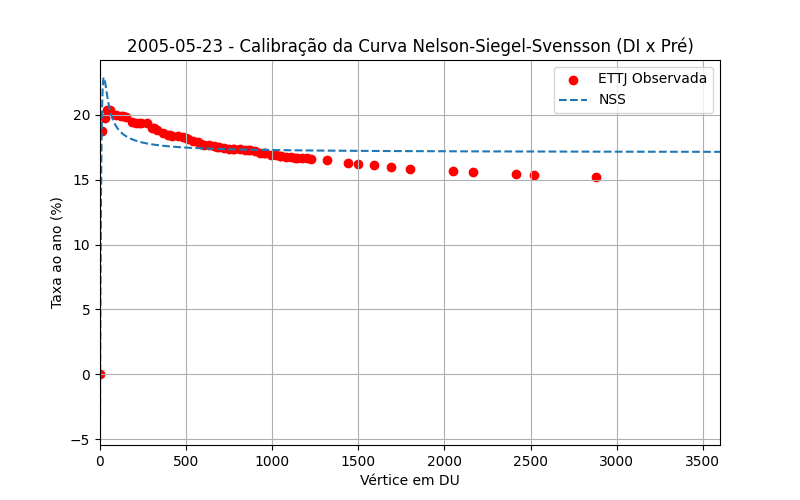 2005-05-23 - Calibração da Curva Nelson-Siegel-Svensson (DI x Pré)
ETTJ Observada
NSS
Taxa ao ano (%)
20
15
10
5
0
−5
0 500 1000 1500 2000 2500 3000 3500
Vértice em DU